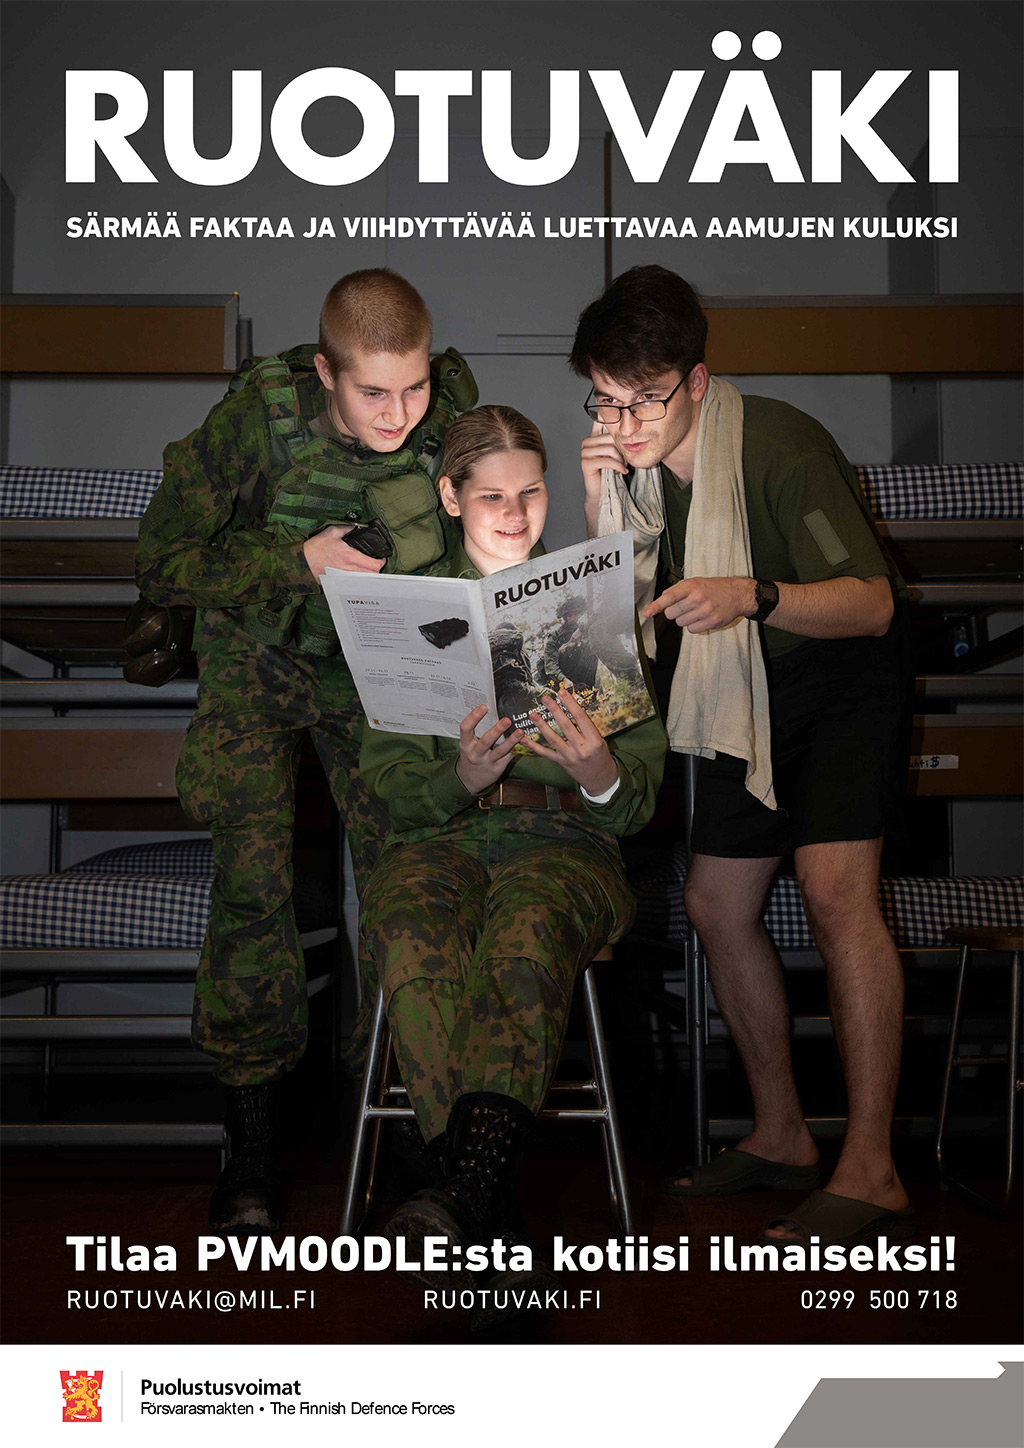 RUOTUVÄKI
SÄRMÄÄ FAKTAA JA VIIHDYTTÄVÄÄ LUETTAVAA AAMUJEN KULUKSI
TUPAVISA
RUOTUVÄKI
Tilaa PVMOODLE:sta kotiisi ilmaiseksi!
RUOTUVAKI@MIL.FI RUOTUVAKI.FI 0299 500 718
Puolustusvoimat
Försvarasmakten • The Finnish Defence Forces